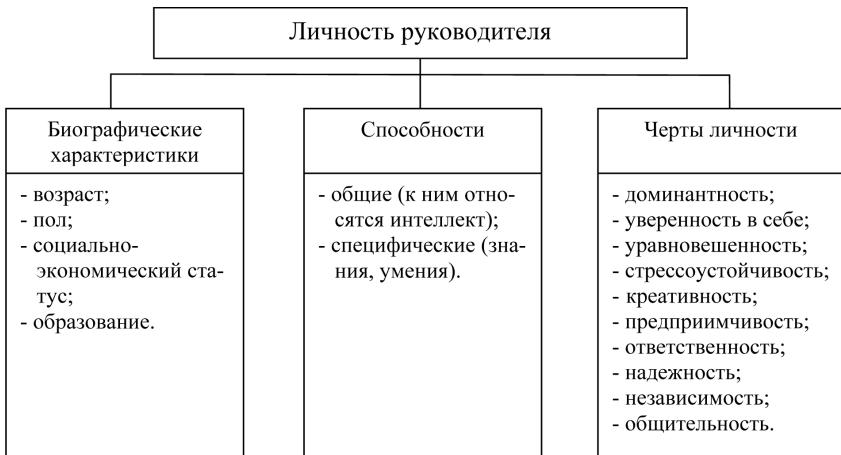 Личность руководителя
Биографические
характеристики
- возраст;
- пол;
- социально-
экономический ста-
тус;
- образование.
Способности
- общие (к ним отно-
сятся интеллект);
- специфические (зна-
ния, умения).
Черты личности
- доминантность;
- уверенность в себе;
- уравновешенность;
- стрессоустойчивость;
- креативность;
- предприимчивость;
- ответственность;
- надежность;
- независимость;
- общительность.